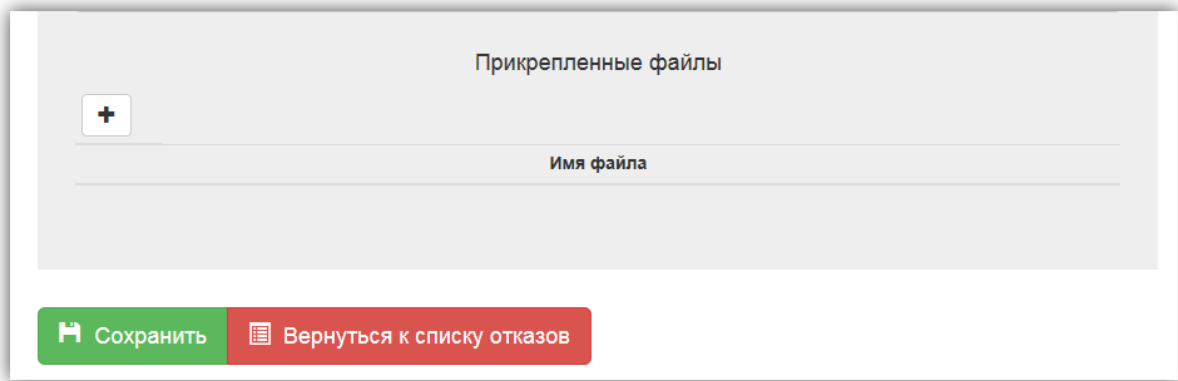 Прикрепленные файлы
Имя файла
Сохранить Вернуться к списку отказов